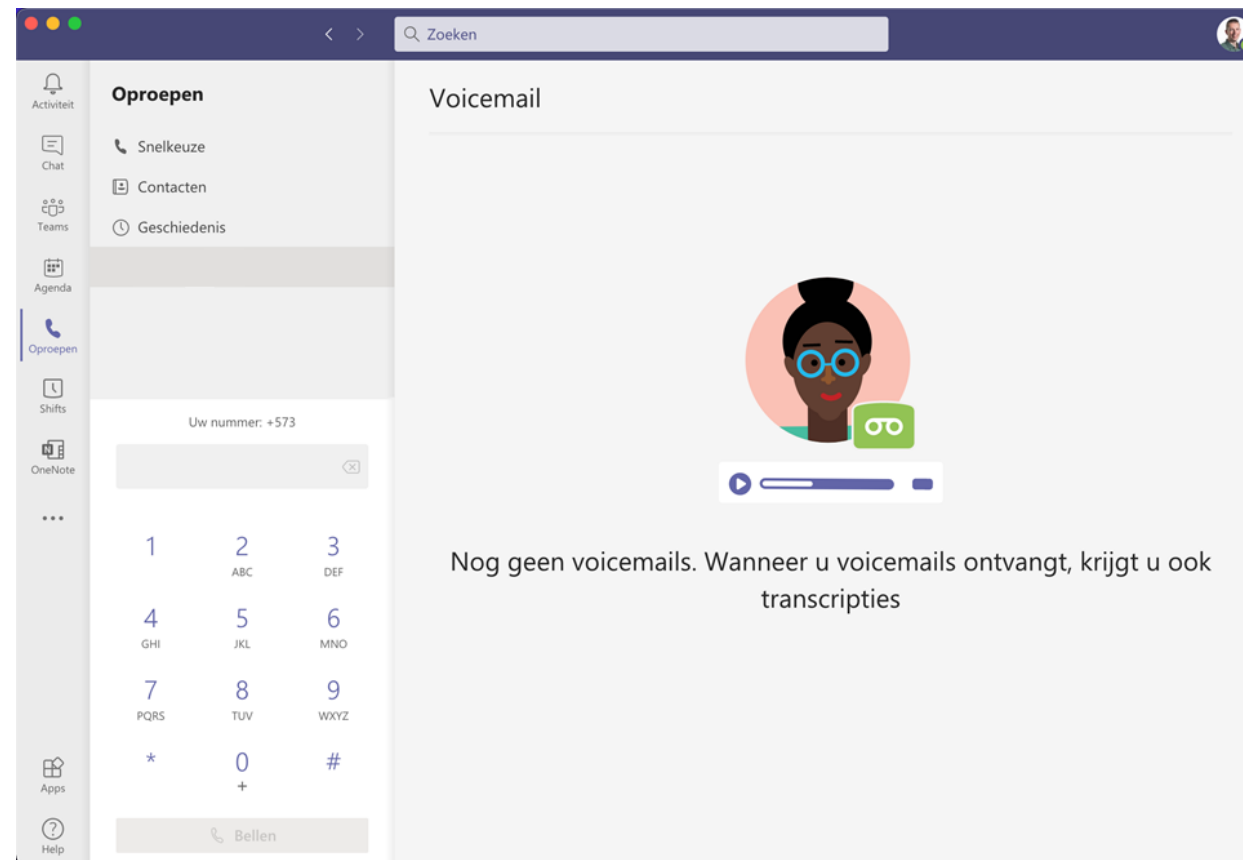 Zoeken
Activiteit
Chat
Teams
Agenda
Oproepen
Shifts
OneNote
Apps
Help
Oproepen
Snelkeuze
Contacten
Geschiedenis
Uw nummer: +573
1 2 3
ABC DEF
4 5 6
GHI JKL MNO
7 8 9
PQRS TUV WXYZ
* 0 #
+
Bellen
Voicemail
Nog geen voicemails. Wanneer u voicemails ontvangt, krijgt u ook
transcripties